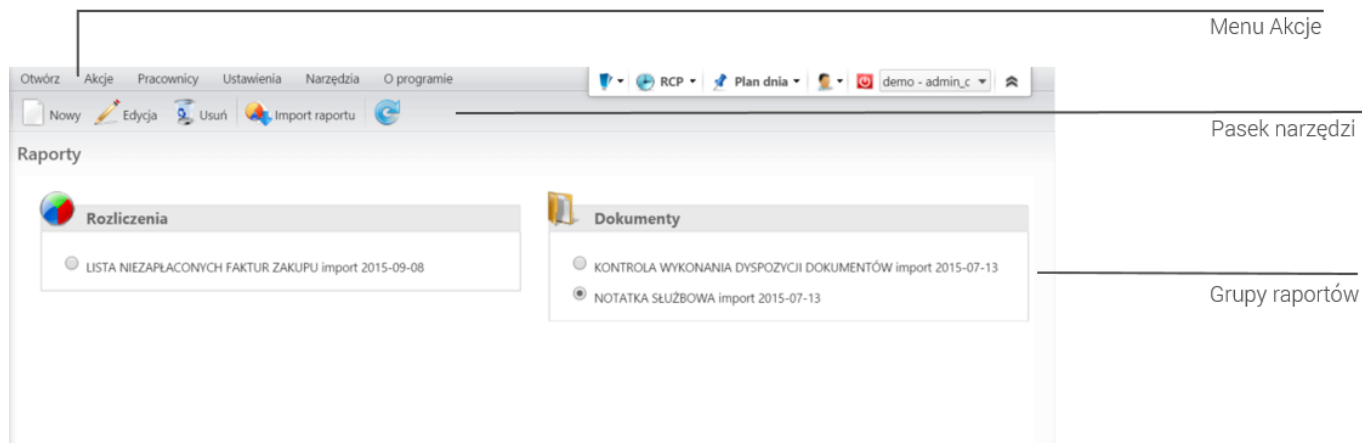 Menu Akcje
Otwórz Akcje Pracownicy Ustawienia Narzędzia O programie
RCP Plan dnia demo - admin_c
Nowy Edycja Usuń Import raportu
Pasek narzędzi
Raporty
Rozliczenia
LISTA NIEZAPŁACONYCH FAKTUR ZAKUPU import 2015-09-08
Dokumenty
KONTROLA WYKONANIA DYSPOZYCJI DOKUMENTÓW import 2015-07-13
NOTATKA SŁUŻBOWA import 2015-07-13
Grupy raportów